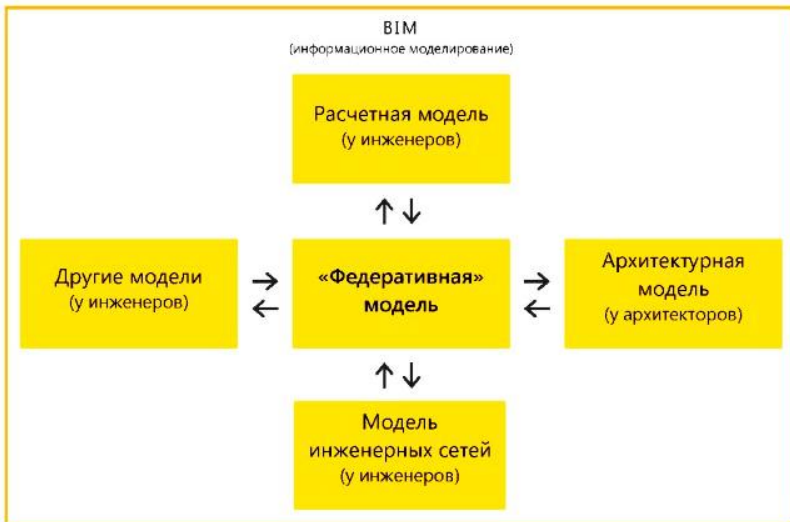 BIM
(информационное моделирование)
Расчетная модель
(у инженеров)
Другие модели
(у инженеров)
«Федеративная»
модель
Архитектурная
модель
(у архитекторов)
Модель
инженерных сетей
(у инженеров)